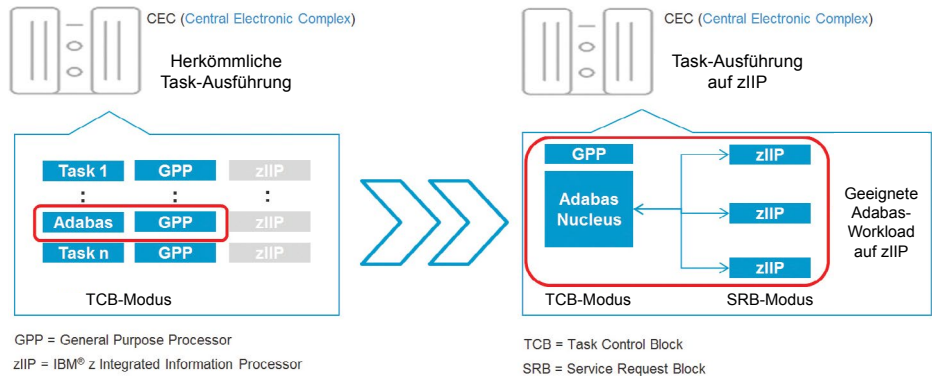 CEC (Central Electronic Complex)
Herkömmliche
Task-Ausführung
Task 1 GPP zIIP
: : :
Adabas GPP zIIP
Task n GPP zIIP
TCB-Modus
GPP = General Purpose Processor
zIIP = IBM® z Integrated Information Processor
CEC (Central Electronic Complex)
Task-Ausführung
auf zIIP
GPP
Adabas
Nucleus
zIIP
zIIP
zIIP
TCB-Modus
SRB-Modus
Geeignete
Adabas-
Workload
auf zIIP
TCB = Task Control Block
SRB = Service Request Block